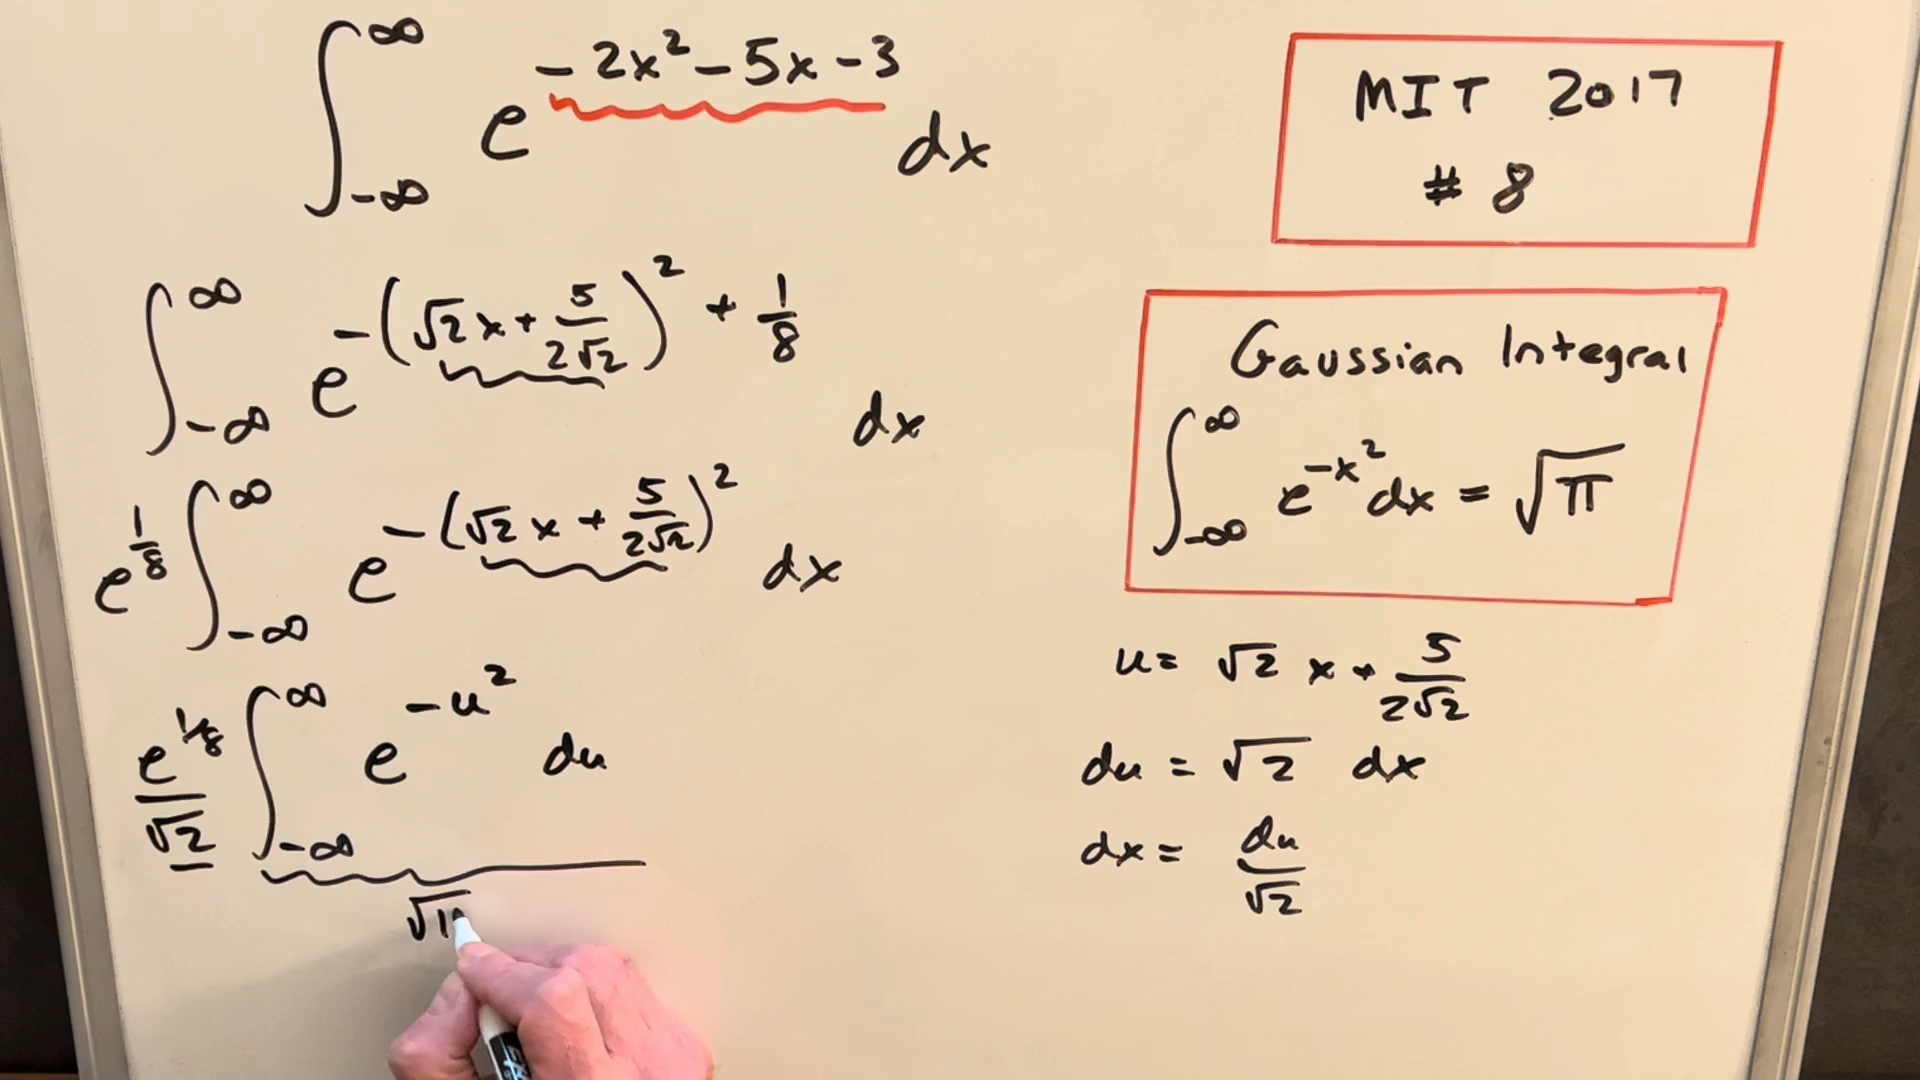 ∫_{-∞}^{∞} e^{-2x²-5x-3} dx
MIT 2017
# 8
∫_{-∞}^{∞} e^{-(√2x+5/(2√2))²+1/8} dx
e^{1/8} ∫_{-∞}^{∞} e^{-(√2x+5/(2√2))²} dx
e^{1/8}/√2 ∫_{-∞}^{∞} e^{-u²} du
Gaussian Integral
∫_{-∞}^{∞} e^{-x²} dx = √π
u = √2 x + 5/(2√2)
du = √2 dx
dx = du/√2